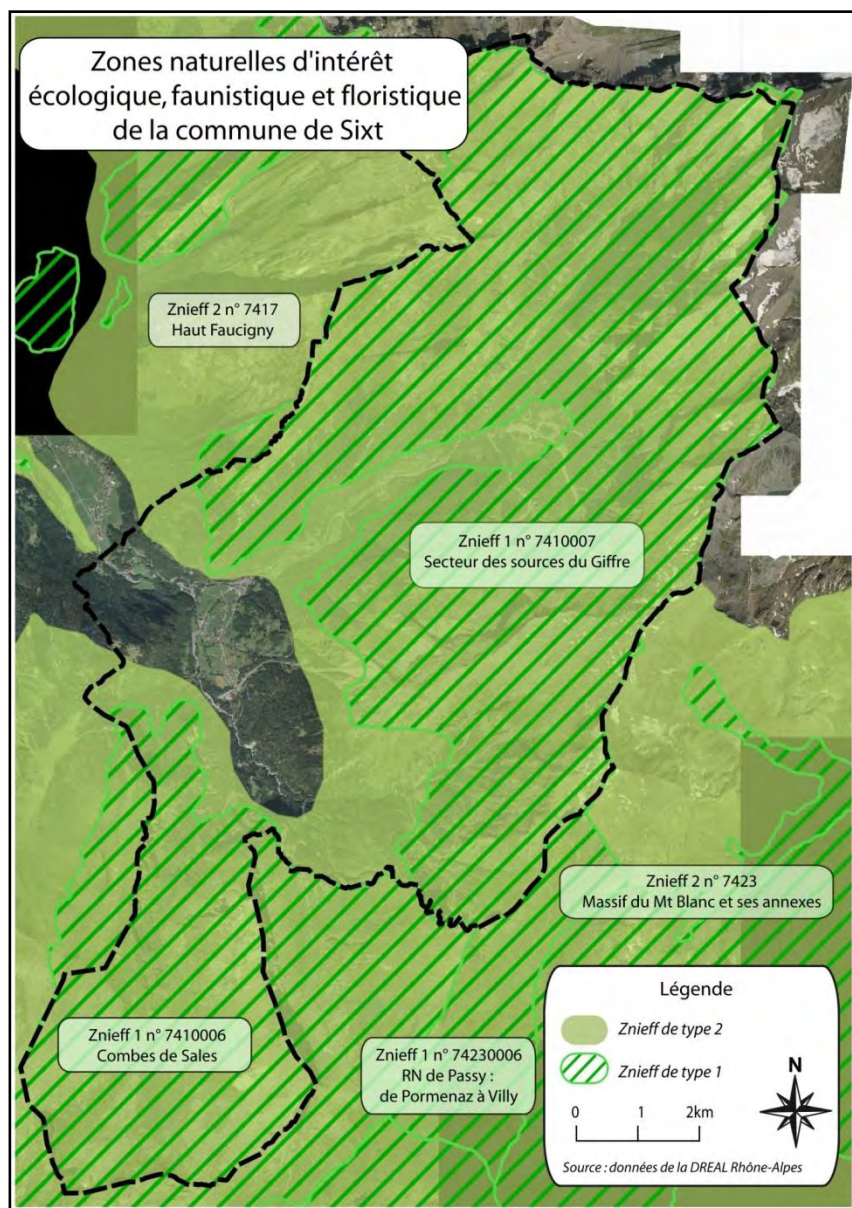 Zones naturelles d'intérêt
écologique, faunistique et floristique
de la commune de Sixt
Znieff 2 n° 7417
Haut Faucigny
Znieff 1 n° 7410007
Secteur des sources du Giffre
Znieff 2 n° 7423
Massif du Mt Blanc et ses annexes
Znieff 1 n° 7410006
Combes de Sales
Znieff 1 n° 74230006
RN de Passy :
de Pormenaz à Villy
Légende
Znieff de type 2
Znieff de type 1
0 1 2km
N
Source : données de la DREAL Rhône-Alpes